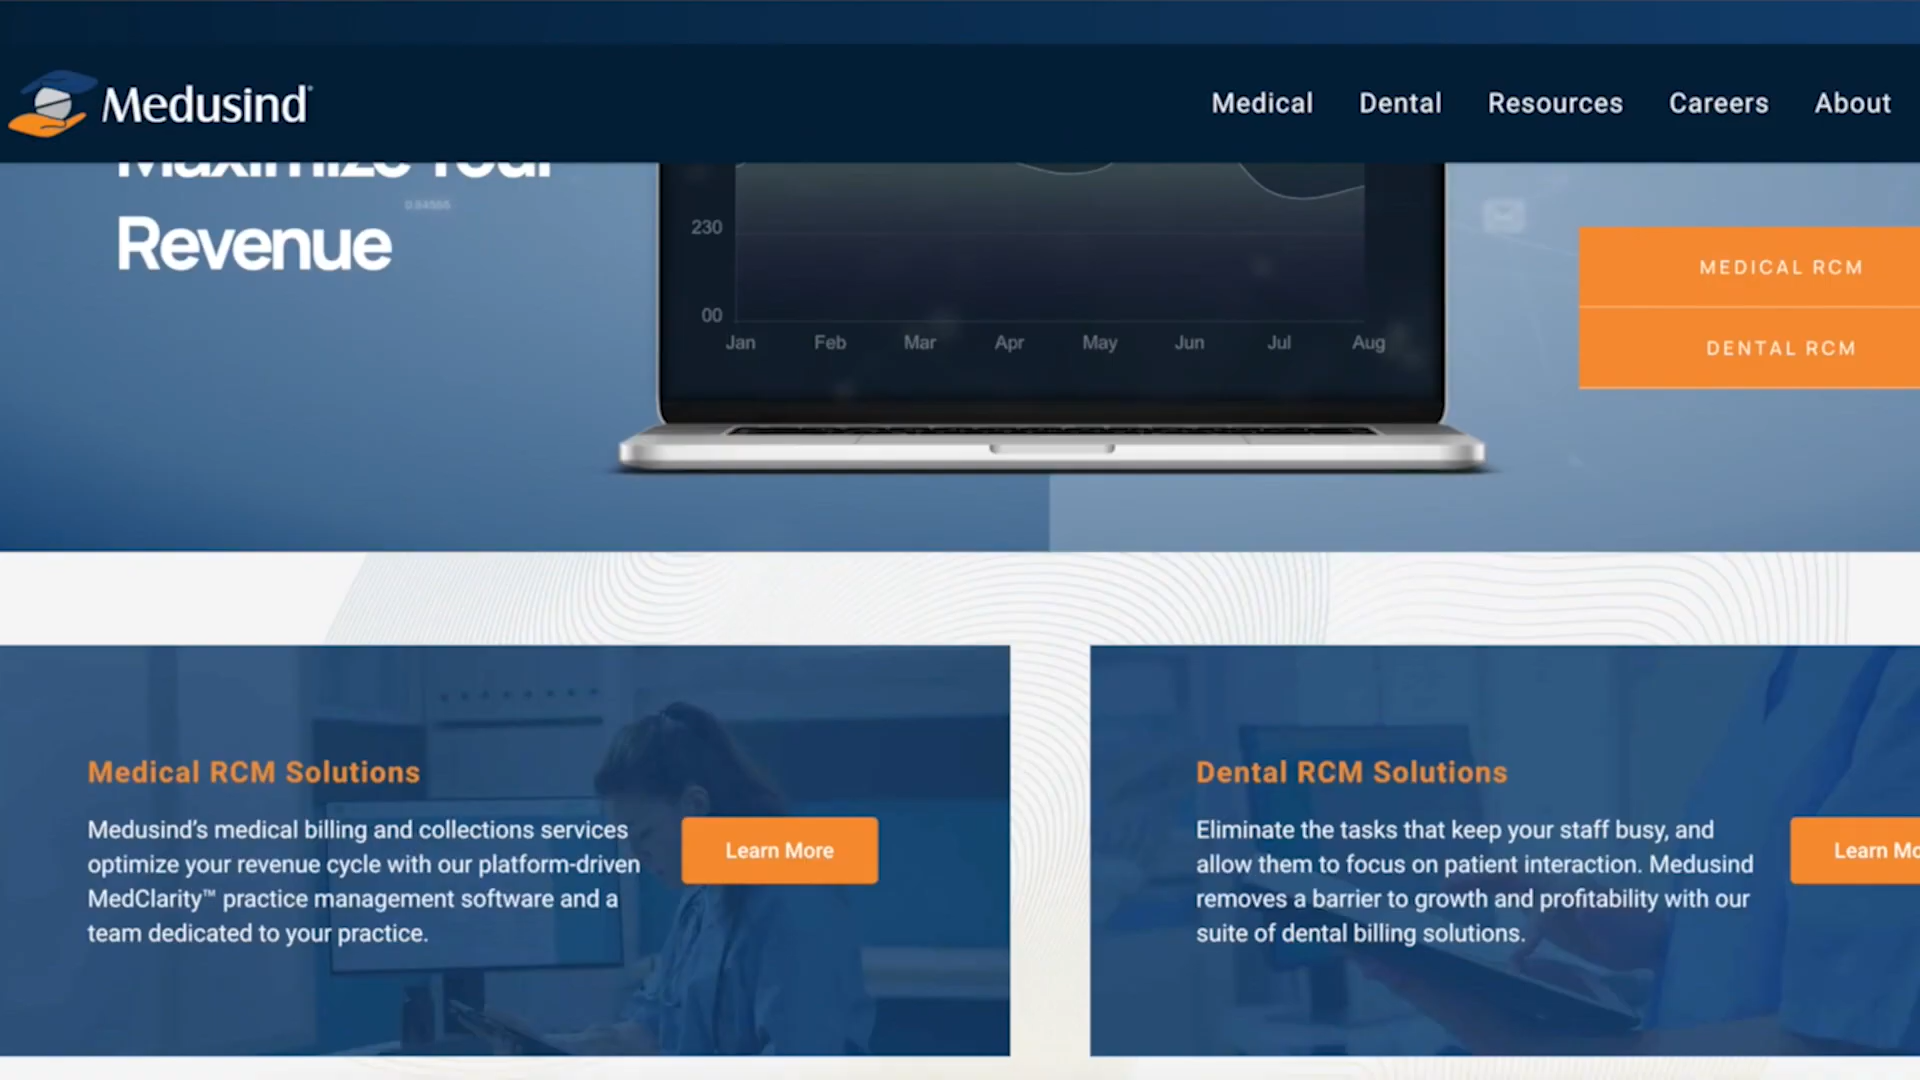 Medusind
Medical
Dental
Resources
Careers
About
Maximize Your
Revenue
0.94555
230
00
Jan
Feb
Mar
Apr
May
Jun
Jul
Aug
MEDICAL RCM
DENTAL RCM
Medical RCM Solutions
Medusind’s medical billing and collections services
optimize your revenue cycle with our platform-driven
MedClarity™ practice management software and a
team dedicated to your practice.
Learn More
Dental RCM Solutions
Eliminate the tasks that keep your staff busy, and
allow them to focus on patient interaction. Medusind
removes a barrier to growth and profitability with our
suite of dental billing solutions.
Learn Mo